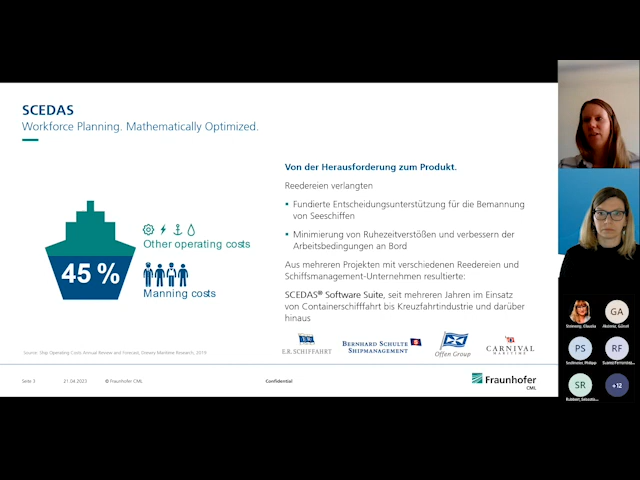 SCEDAS
Workforce Planning. Mathematically Optimized.
Von der Herausforderung zum Produkt.
Reedereien verlangten
• Fundierte Entscheidungsunterstützung für die Bemannung
von Seeschiffen
• Minimierung von Ruhezeitverstößen und verbessern der
Arbeitsbedingungen an Bord
Aus mehreren Projekten mit verschiedenen Reedereien und
Schiffsmanagement-Unternehmen resultierte:
SCEDAS® Software Suite, seit mehreren Jahren im Einsatz
von Containerschifffahrt bis Kreuzfahrtindustrie und darüber
hinaus
Other operating costs
45 %
Manning costs
E.R. SCHIFFAHRT
BERNHARD SCHULTE
SHIPMANAGEMENT
Offen Group
CARNIVAL
MARITIME
Source: Ship Operating Costs Annual Review and Forecast, Drewry Maritime Research, 2019
Seite 3
21.04.2023
© Fraunhofer CML
Confidential
Fraunhofer
CML
GA
PS
RF
SR
+12